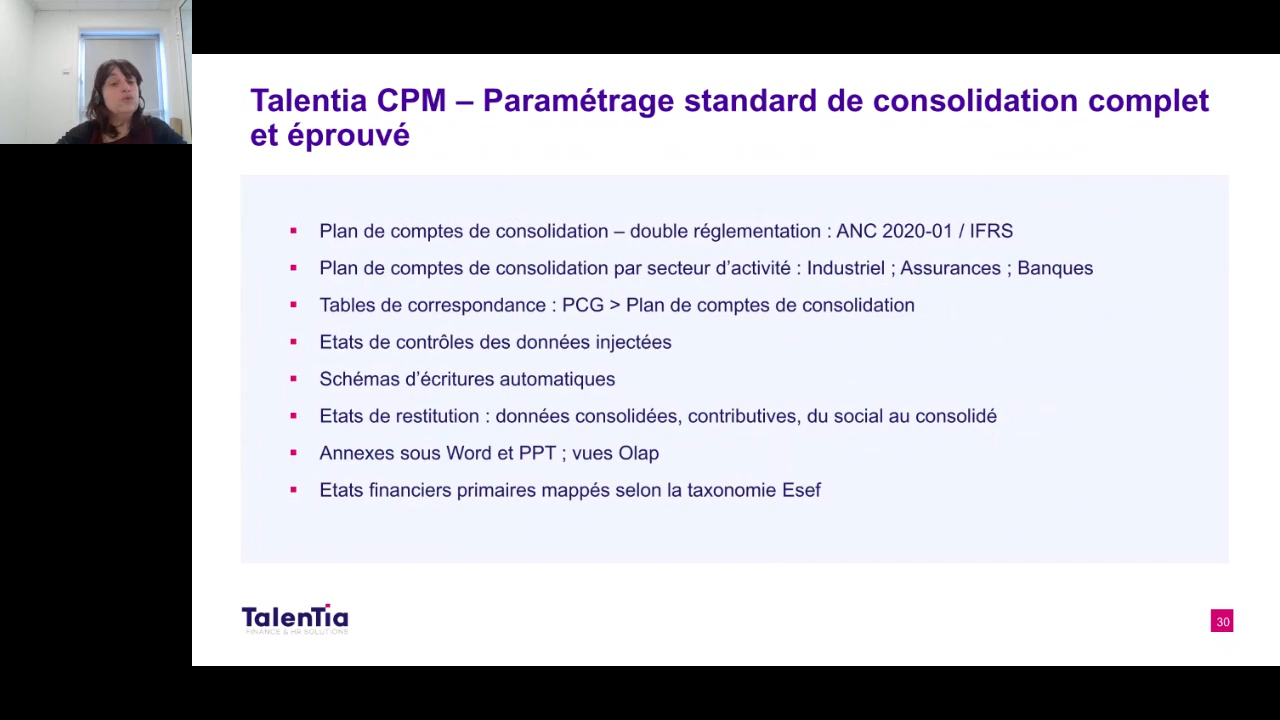 Talentia CPM – Paramétrage standard de consolidation complet
et éprouvé
Plan de comptes de consolidation – double réglementation : ANC 2020-01 / IFRS
Plan de comptes de consolidation par secteur d’activité : Industriel ; Assurances ; Banques
Tables de correspondance : PCG > Plan de comptes de consolidation
Etats de contrôles des données injectées
Schémas d’écritures automatiques
Etats de restitution : données consolidées, contributives, du social au consolidé
Annexes sous Word et PPT ; vues Olap
Etats financiers primaires mappés selon la taxonomie Esef
TalenTia
FINANCE & HR SOLUTIONS
30